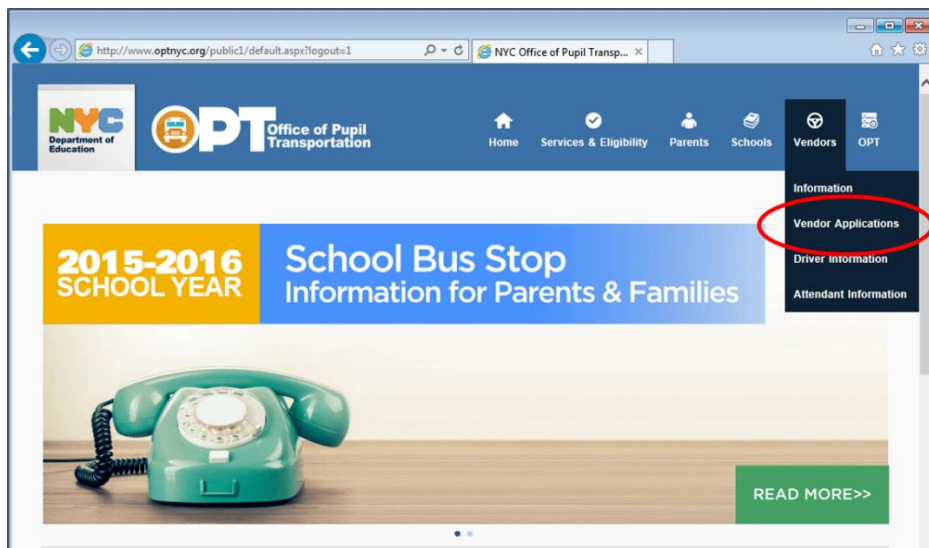 http://www.optnyc.org/public1/default.aspx?logout=1
NYC Office of Pupil Transp...
NYC
Department of
Education
OPT
Office of Pupil
Transportation
Home
Services & Eligibility
Parents
Schools
Vendors
OPT
Information
Vendor Applications
Driver Information
Attendant Information
2015-2016
SCHOOL YEAR
School Bus Stop
Information for Parents & Families
READ MORE>>